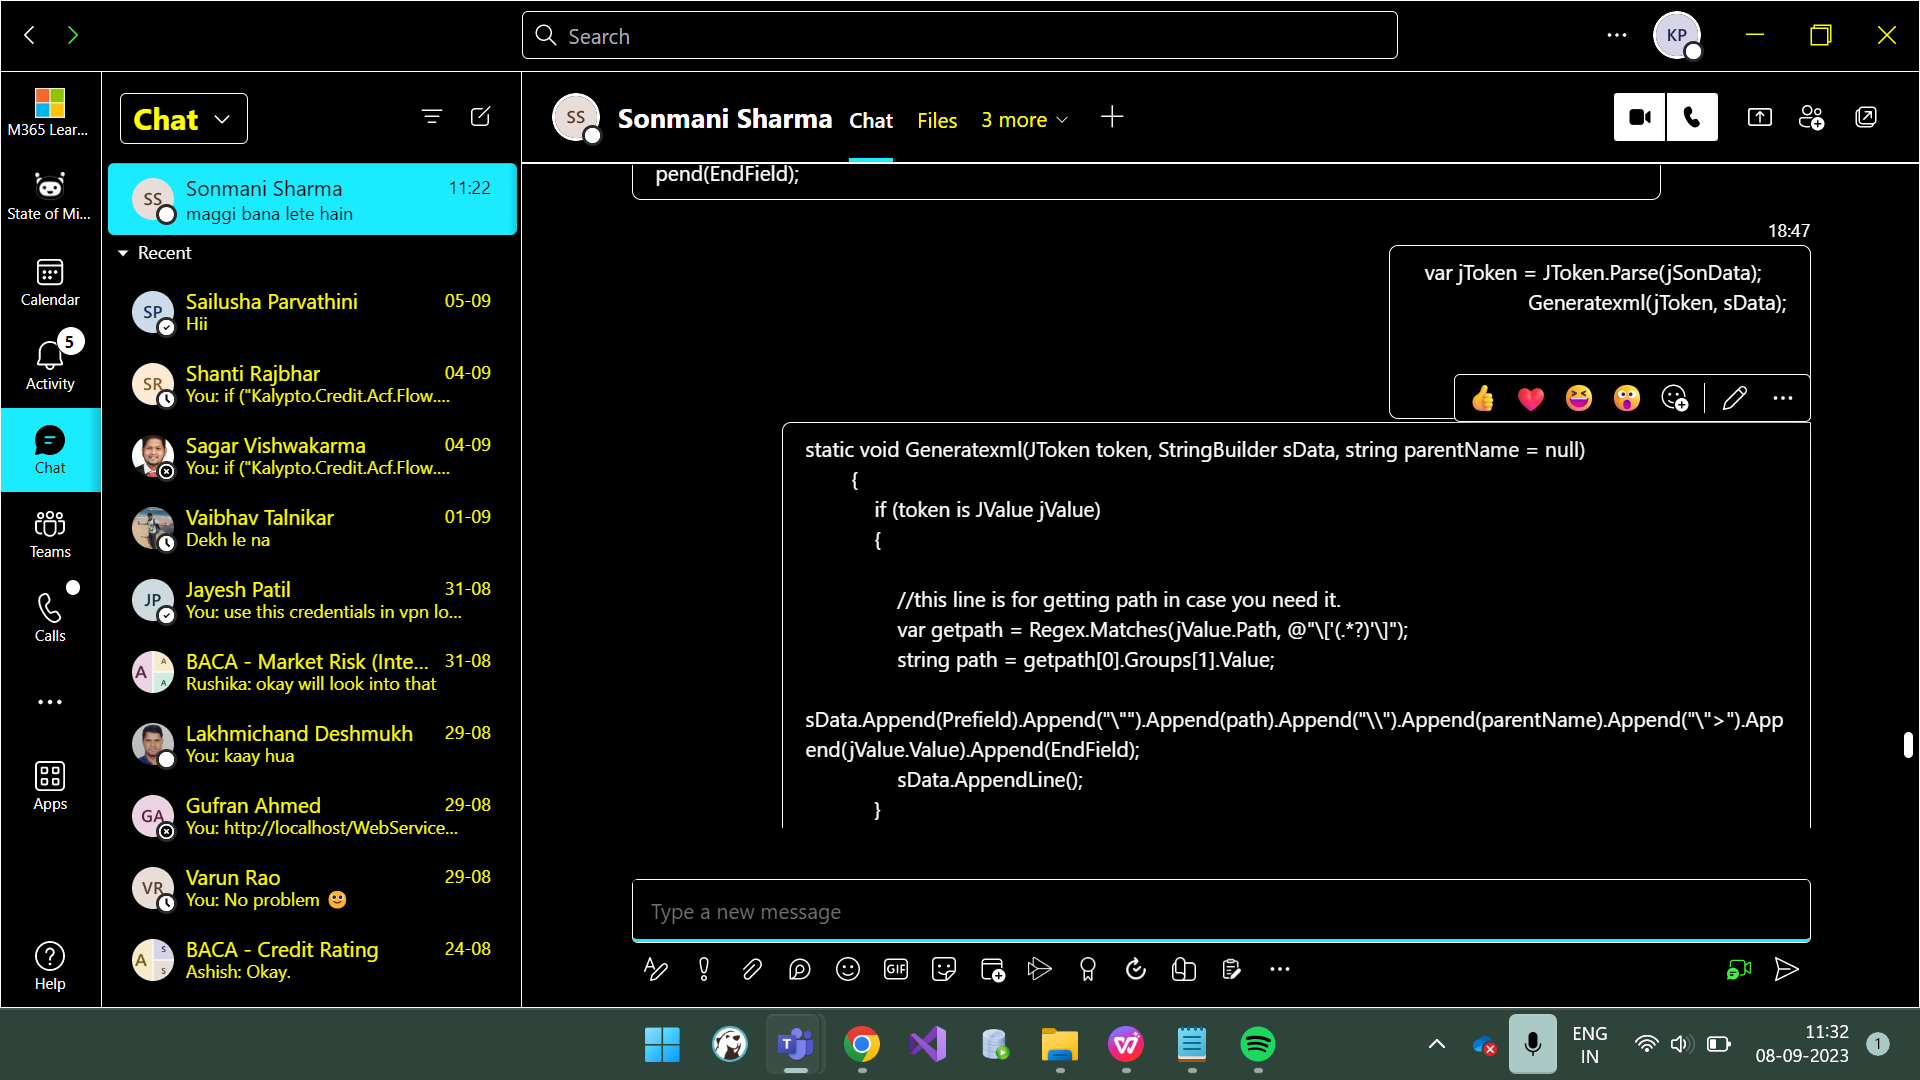 Search
KP
M365 Lear...
State of Mi...
Calendar
5
Activity
Chat
Teams
Calls
Apps
Help
Chat
SS
Sonmani Sharma
11:22
maggi bana lete hain
Recent
SP
Sailusha Parvathini
05-09
Hii
SR
Shanti Rajbhar
04-09
You: if ("Kalypto.Credit.Acf.Flow....
Sagar Vishwakarma
04-09
You: if ("Kalypto.Credit.Acf.Flow....
Vaibhav Talnikar
01-09
Dekh le na
JP
Jayesh Patil
31-08
You: use this credentials in vpn lo...
A
A
A
BACA - Market Risk (Inte...
31-08
Rushika: okay will look into that
Lakhmichand Deshmukh
29-08
You: kaay hua
GA
Gufran Ahmed
29-08
You: http://localhost/WebService...
VR
Varun Rao
29-08
You: No problem
A
S
S
BACA - Credit Rating
24-08
Ashish: Okay.
SS
Sonmani Sharma
Chat
Files
3 more
pend(EndField);
18:47
var jToken = JToken.Parse(jSonData);
Generatexml(jToken, sData);
static void Generatexml(JToken token, StringBuilder sData, string parentName = null)
{
if (token is JValue jValue)
{
//this line is for getting path in case you need it.
var getpath = Regex.Matches(jValue.Path, @"\['(.*?)'\]");
string path = getpath[0].Groups[1].Value;
sData.Append(Prefield).Append("\"").Append(path).Append("\\").Append(parentName).Append("\">").App
end(jValue.Value).Append(EndField);
sData.AppendLine();
}
Type a new message
GIF
ENG
IN
11:32
08-09-2023
1